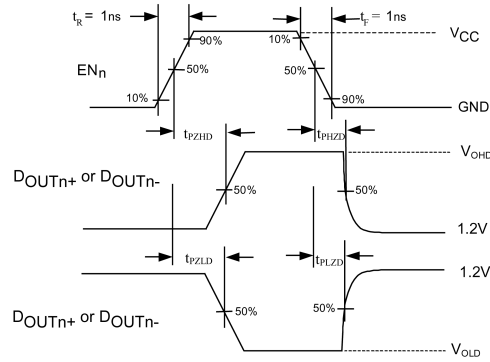 tR = 1ns
tF = 1ns
VCC
90%
10%
ENn
50%
50%
10%
90%
GND
tPZHD
tPHZD
VOHD
DOUTn+ or DOUTn-
50%
50%
1.2V
tPZLD
tPLZD
1.2V
DOUTn+ or DOUTn-
50%
50%
VOLD